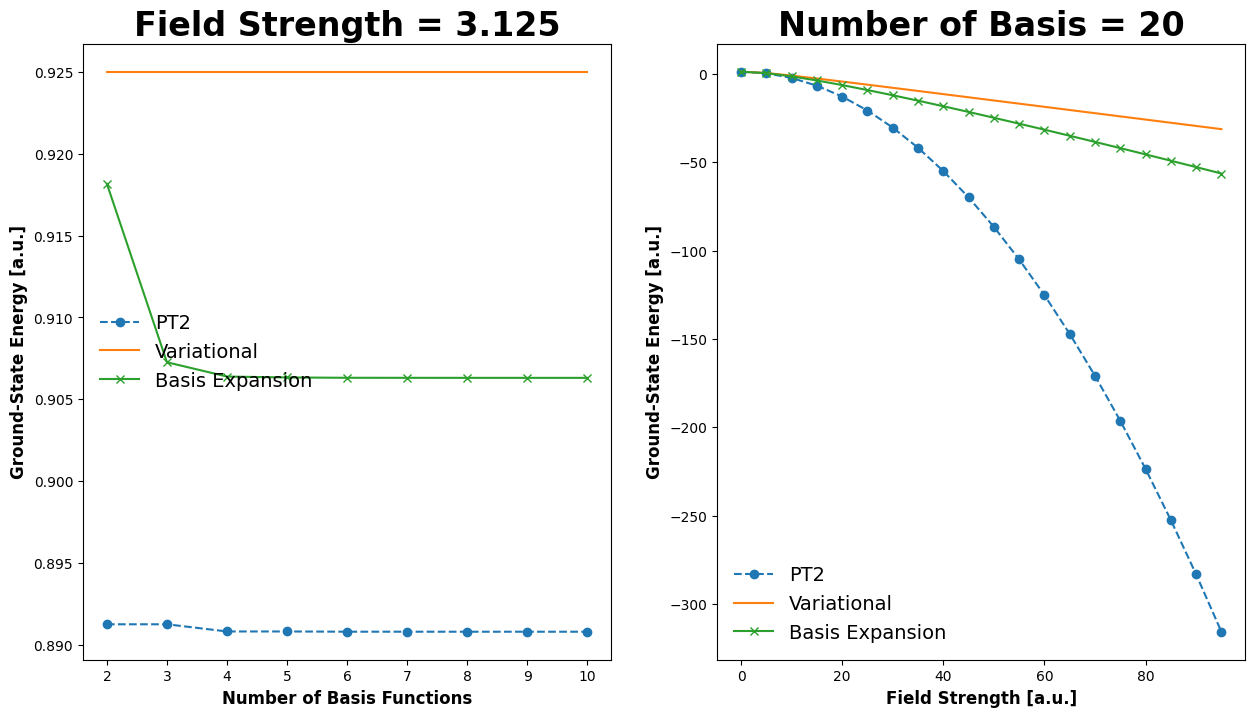 Field Strength = 3.125
0.925
0.920
0.915
0.910
0.905
0.900
0.895
0.890
Ground-State Energy [a.u.]
PT2
Variational
Basis Expansion
2 3 4 5 6 7 8 9 10
Number of Basis Functions
Number of Basis = 20
0
−50
−100
−150
−200
−250
−300
Ground-State Energy [a.u.]
PT2
Variational
Basis Expansion
0 20 40 60 80
Field Strength [a.u.]